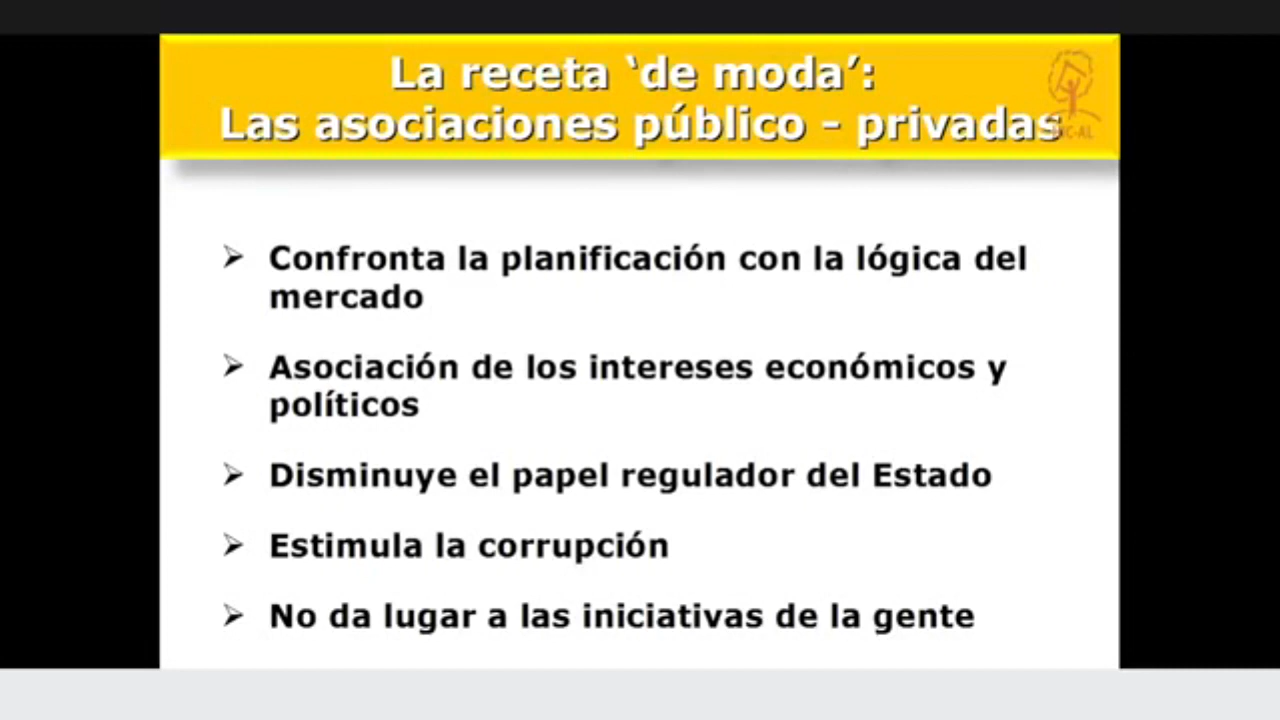 La receta ‘de moda’:
Las asociaciones público - privadas
➢ Confronta la planificación con la lógica del
mercado
➢ Asociación de los intereses económicos y
políticos
➢ Disminuye el papel regulador del Estado
➢ Estimula la corrupción
➢ No da lugar a las iniciativas de la gente